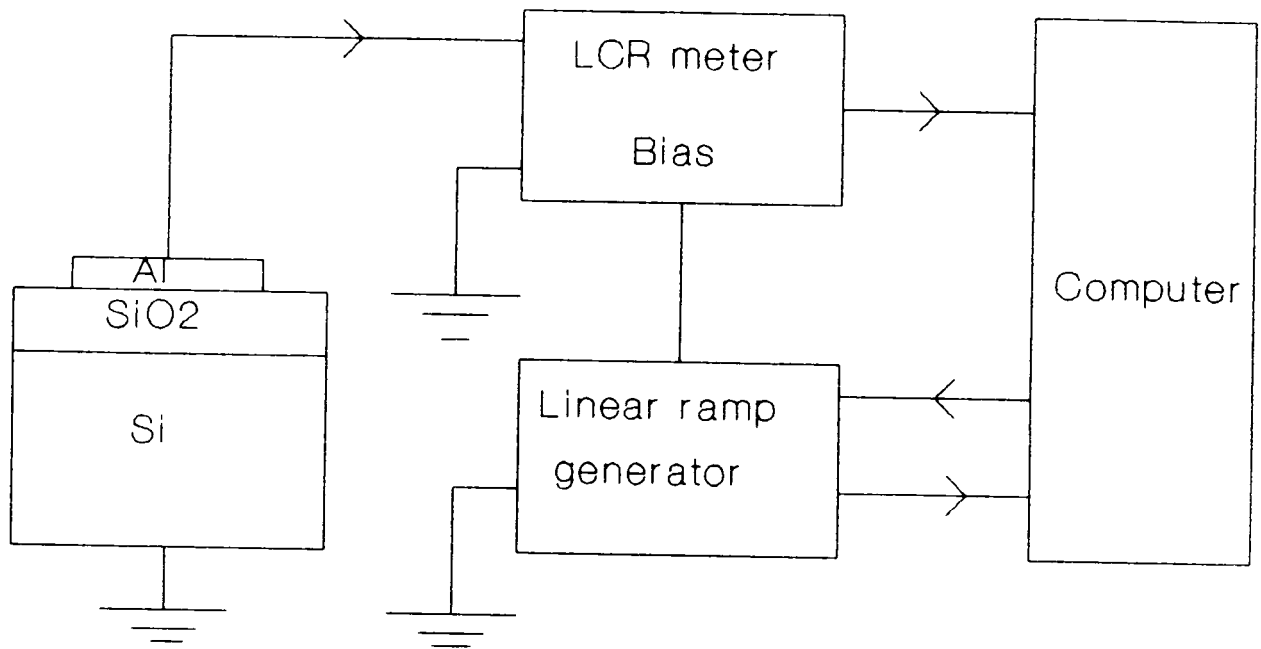 LCR meter
Bias
Al
SiO2
Si
Linear ramp
generator
Computer